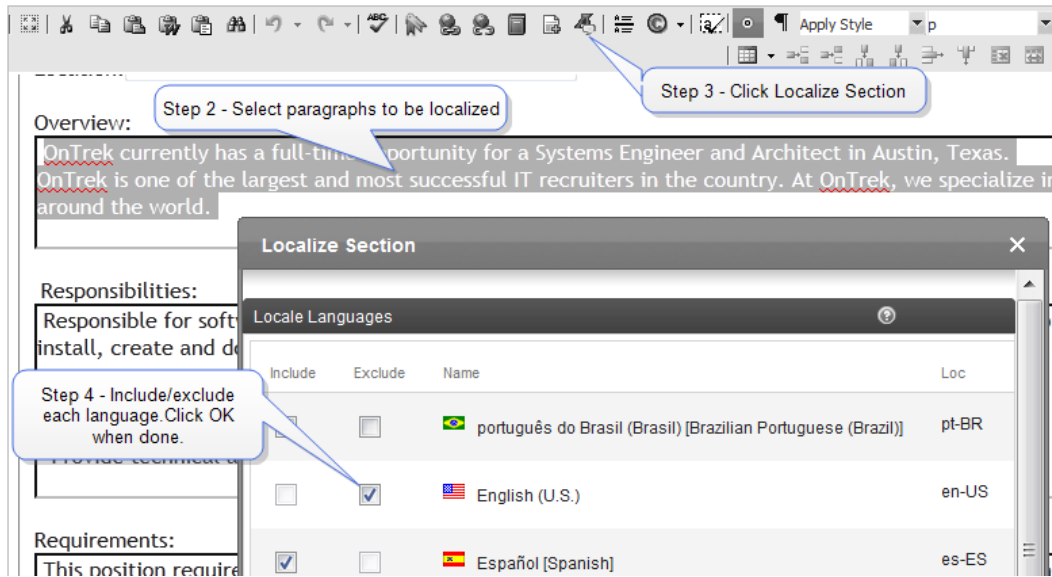 ABC
Apply Style
p
Step 3 - Click Localize Section
Step 2 - Select paragraphs to be localized
Overview:
OnTrek currently has a full-time opportunity for a Systems Engineer and Architect in Austin, Texas.
OnTrek is one of the largest and most successful IT recruiters in the country. At OnTrek, we specialize in
around the world.
Localize Section
Responsibilities:
Responsible for soft
install, create and de
Locale Languages
Include Exclude Name Loc
Step 4 - Include/exclude
each language.Click OK
when done.
português do Brasil (Brasil) [Brazilian Portuguese (Brazil)] pt-BR
English (U.S.) en-US
Requirements:
This position require
Español [Spanish] es-ES